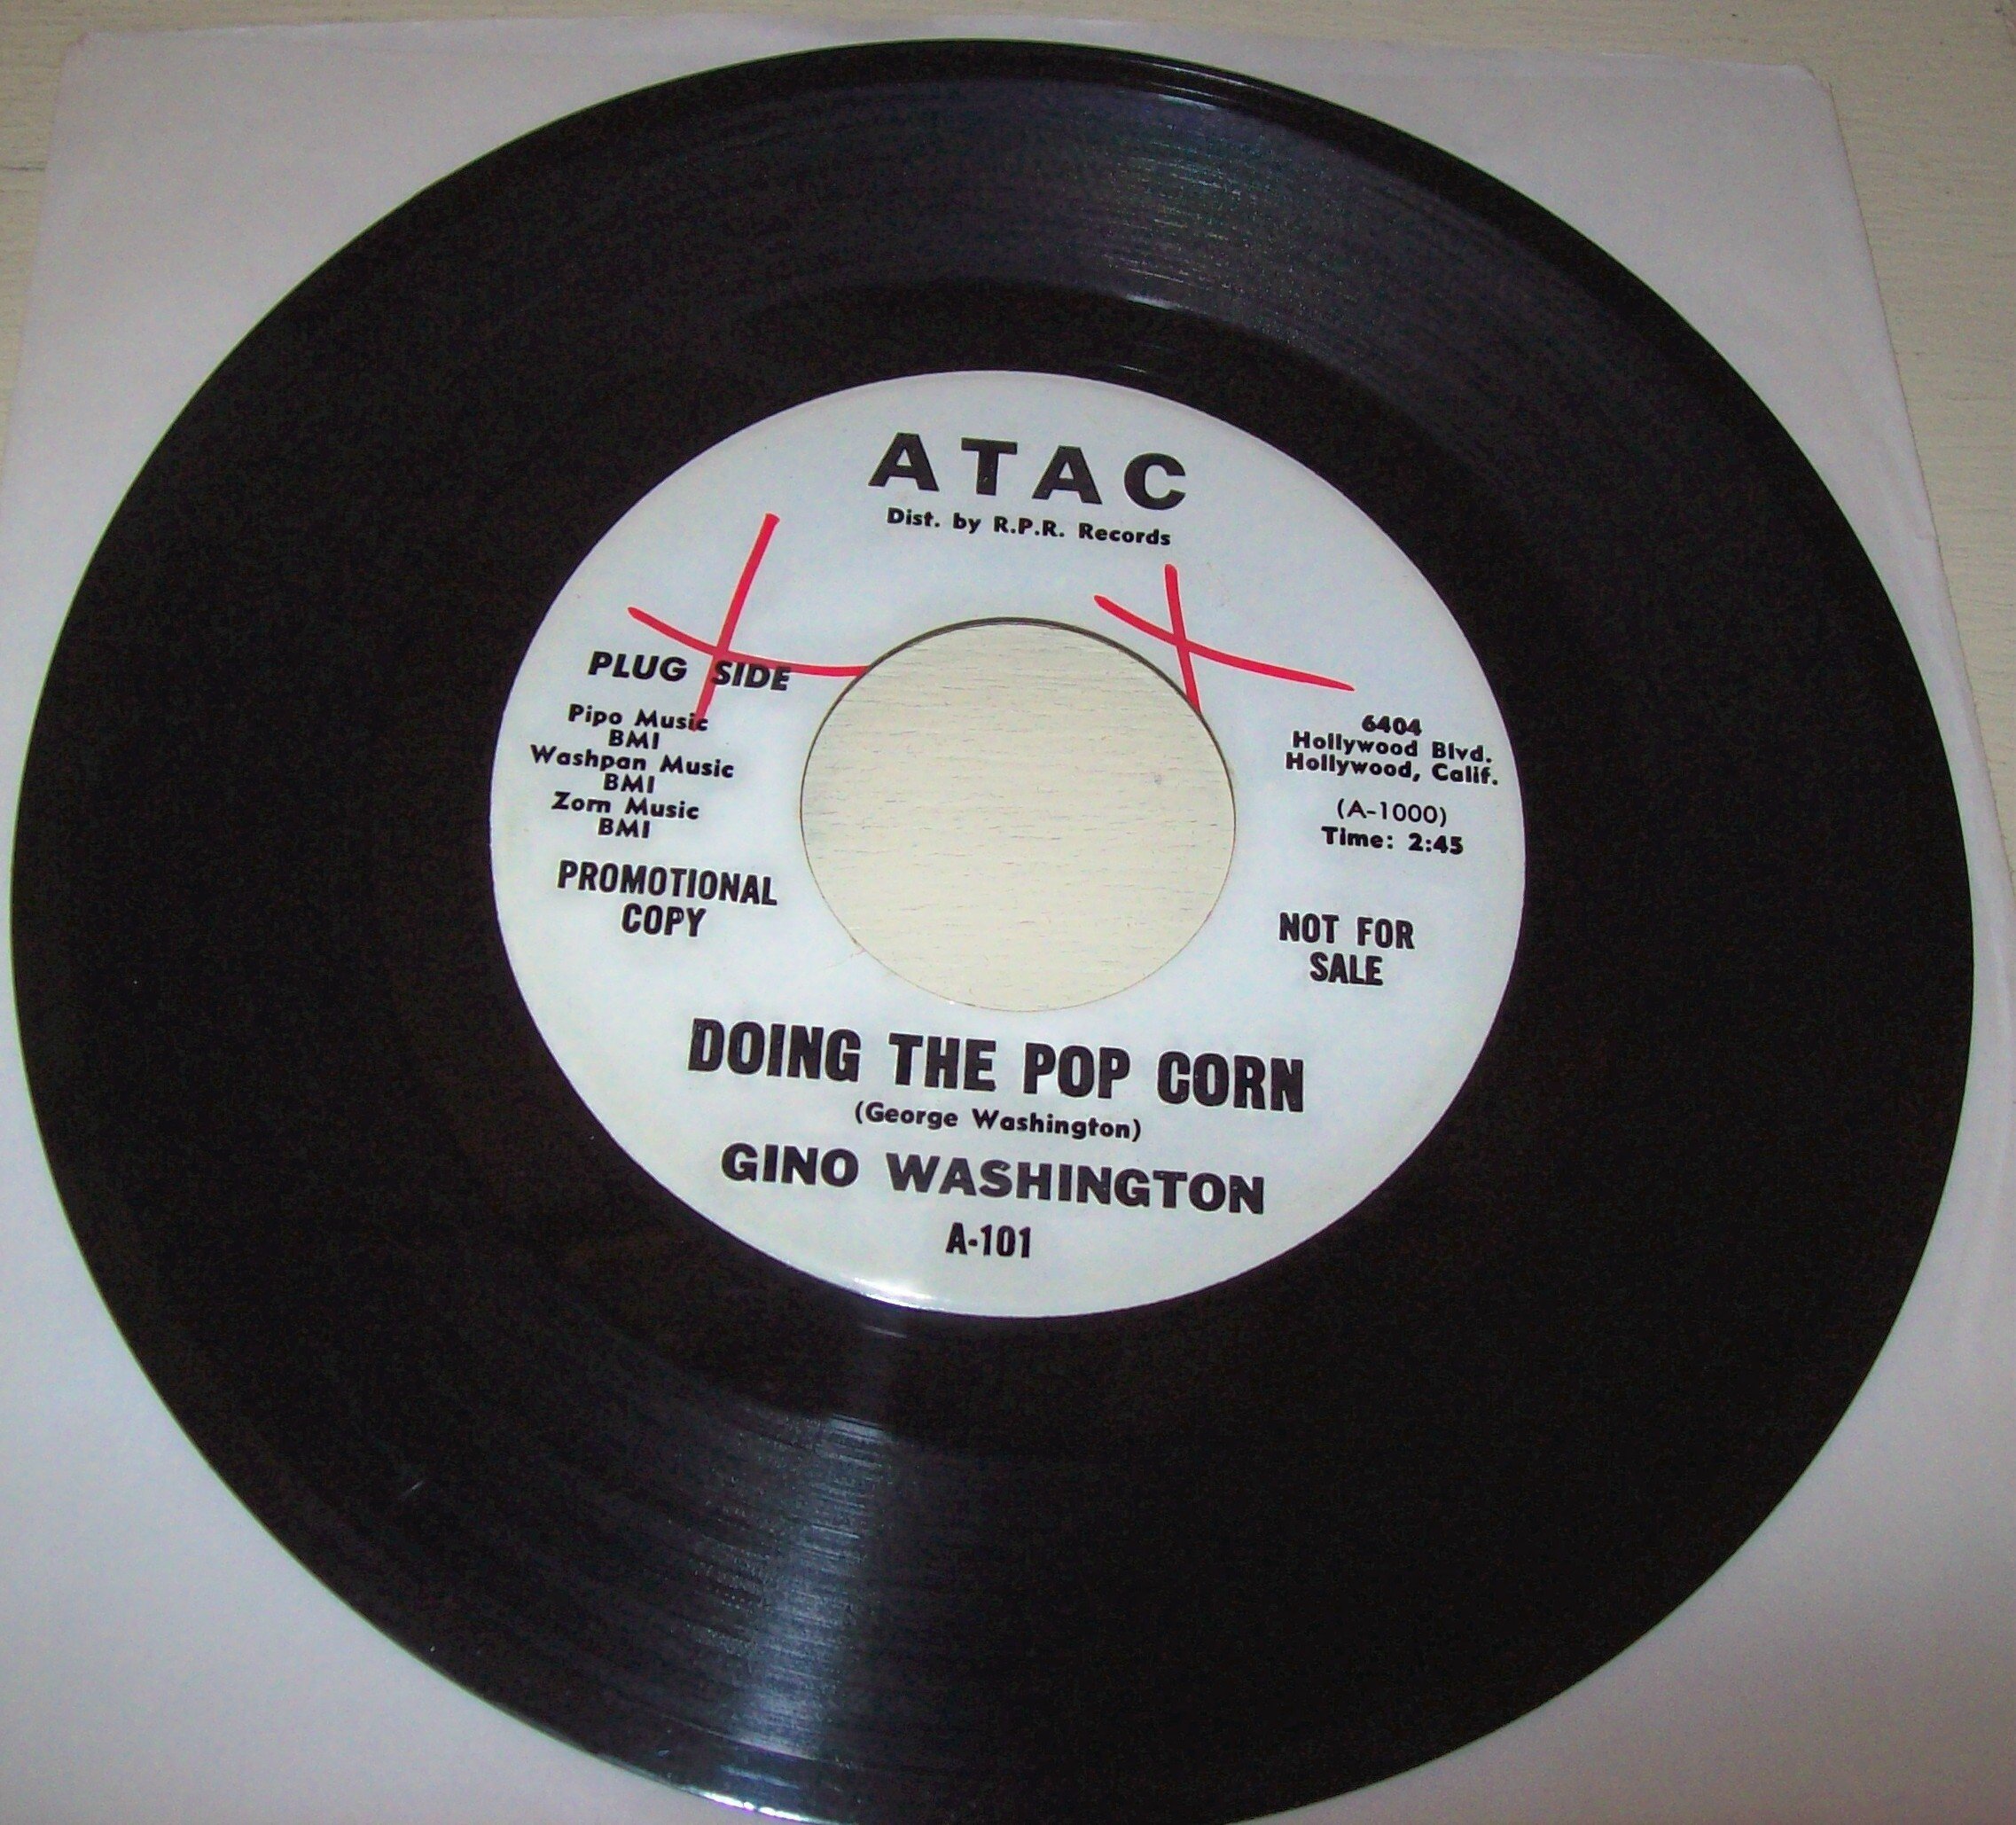 ATAC
Dist. by R.P.R. Records
PLUG SIDE
Pipo Music
BMI
Washpan Music
BMI
Zorn Music
BMI
PROMOTIONAL
COPY
6404
Hollywood Blvd.
Hollywood, Calif.
(A-1000)
Time: 2:45
NOT FOR
SALE
DOING THE POP CORN
(George Washington)
GINO WASHINGTON
A-101